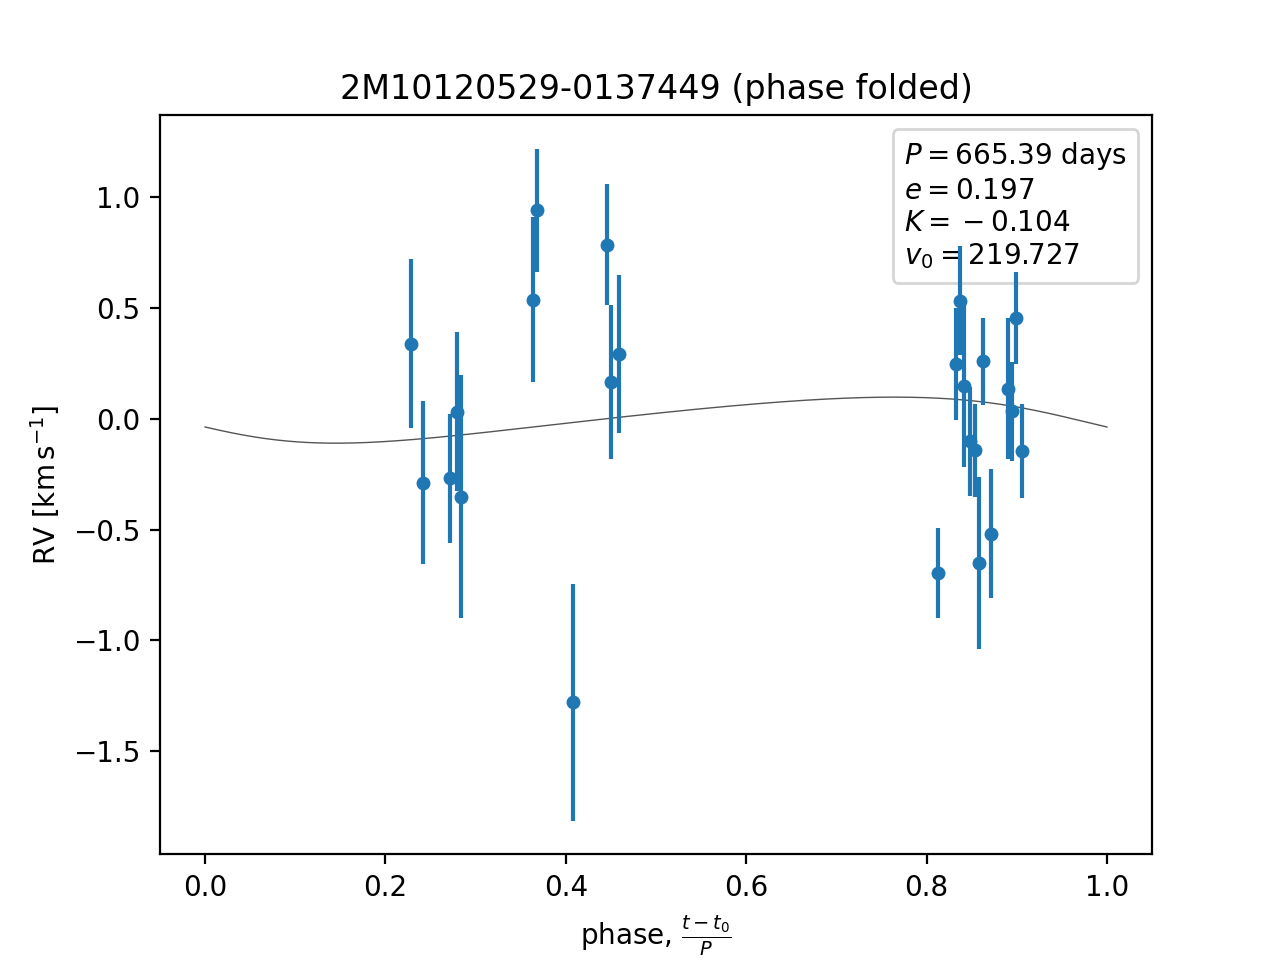 2M10120529-0137449 (phase folded)
P = 665.39 days
e = 0.197
K = −0.104
v₀ = 219.727
1.0
0.5
0.0
−0.5
−1.0
−1.5
RV [km s⁻¹]
0.0 0.2 0.4 0.6 0.8 1.0
phase, (t − t₀)/P